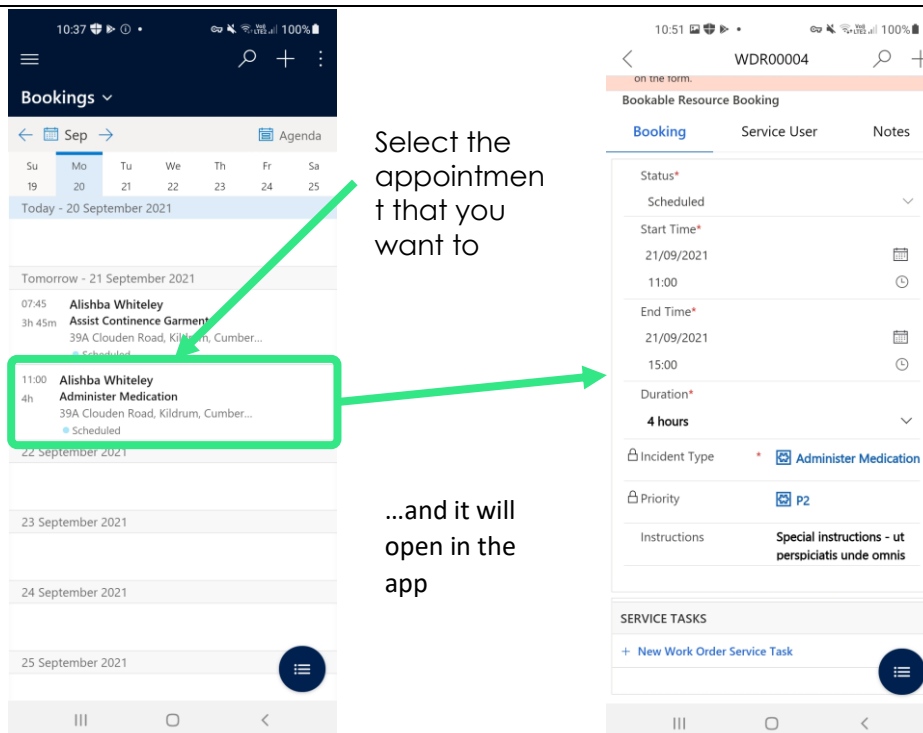 10:37
100%
Bookings
Sep
Agenda
Su Mo Tu We Th Fr Sa
19 20 21 22 23 24 25
Today - 20 September 2021
Tomorrow - 21 September 2021
07:45 Alishba Whiteley
3h 45m Assist Continence Garment
39A Clouden Road, Kildrum, Cumber...
Scheduled
11:00 Alishba Whiteley
4h Administer Medication
39A Clouden Road, Kildrum, Cumber...
Scheduled
22 September 2021
23 September 2021
24 September 2021
25 September 2021
Select the
appointmen
t that you
want to
...and it will
open in the
app
10:51
100%
WDR00004
on the form.
Bookable Resource Booking
Booking Service User Notes
Status*
Scheduled
Start Time*
21/09/2021
11:00
End Time*
21/09/2021
15:00
Duration*
4 hours
Incident Type * Administer Medication
Priority P2
Instructions Special instructions - ut
perspiciatis unde omnis
SERVICE TASKS
+ New Work Order Service Task